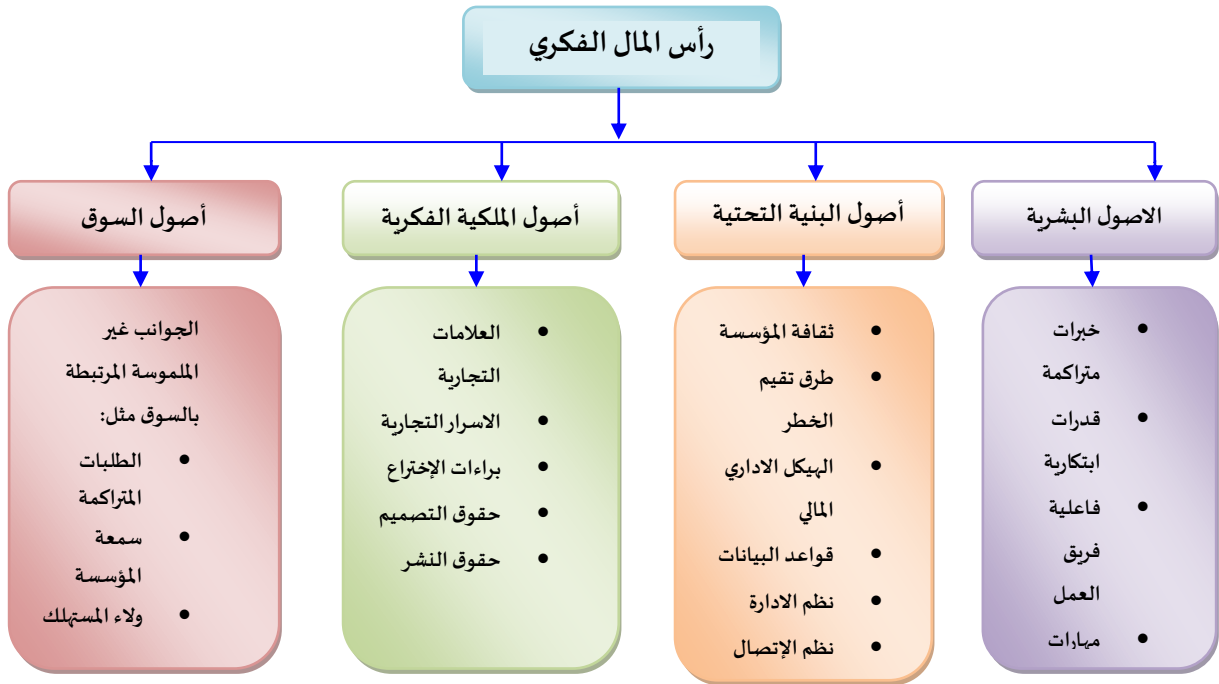 رأس المال الفكري
الاصول البشرية
أصول البنية التحتية
أصول الملكية الفكرية
أصول السوق
• خبرات
متراكمة
• قدرات
ابتكارية
• فاعلية
فريق
العمل
• مهارات
• ثقافة المؤسسة
• طرق تقيم
الخطر
• الهيكل الاداري
المالي
• قواعد البيانات
• نظم الادارة
• نظم الإتصال
• العلامات
التجارية
• الاسرار التجارية
• براءات الإختراع
• حقوق التصميم
• حقوق النشر
الجوانب غير
الملموسة المرتبطة
بالسوق مثل:
• الطلبات
المتراكمة
• سمعة
المؤسسة
• ولاء المستهلك